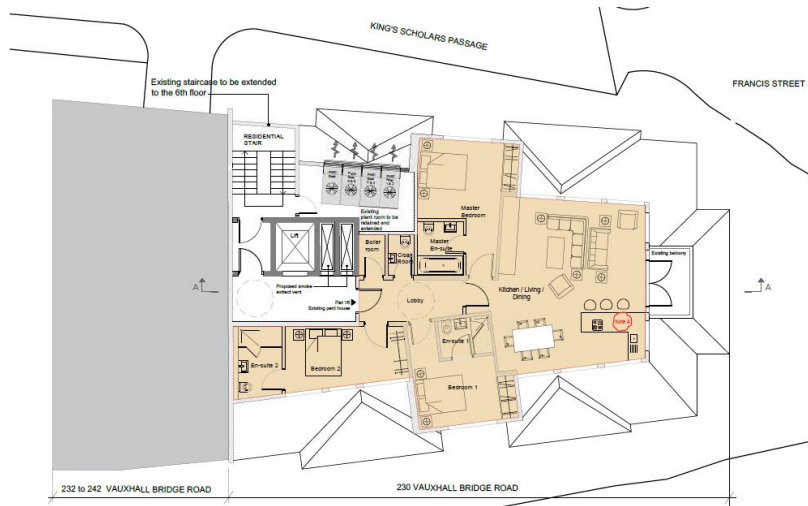 KING'S SCHOLARS PASSAGE
FRANCIS STREET
Existing staircase to be extended
to the 6th floor
RESIDENTIAL
STAIR
Existing
plant room to be
retained and
extended
Master
Bedroom
Lift
Boiler
room
Cloak
Room
Master
En-suite
Existing balcony
A
A
Proposed smoke
extract vent
Kitchen / Living /
Dining
Lobby
Existing pent house
Note A
En-suite 1
En-suite 2
Bedroom 2
Bedroom 1
232 to 242 VAUXHALL BRIDGE ROAD
230 VAUXHALL BRIDGE ROAD